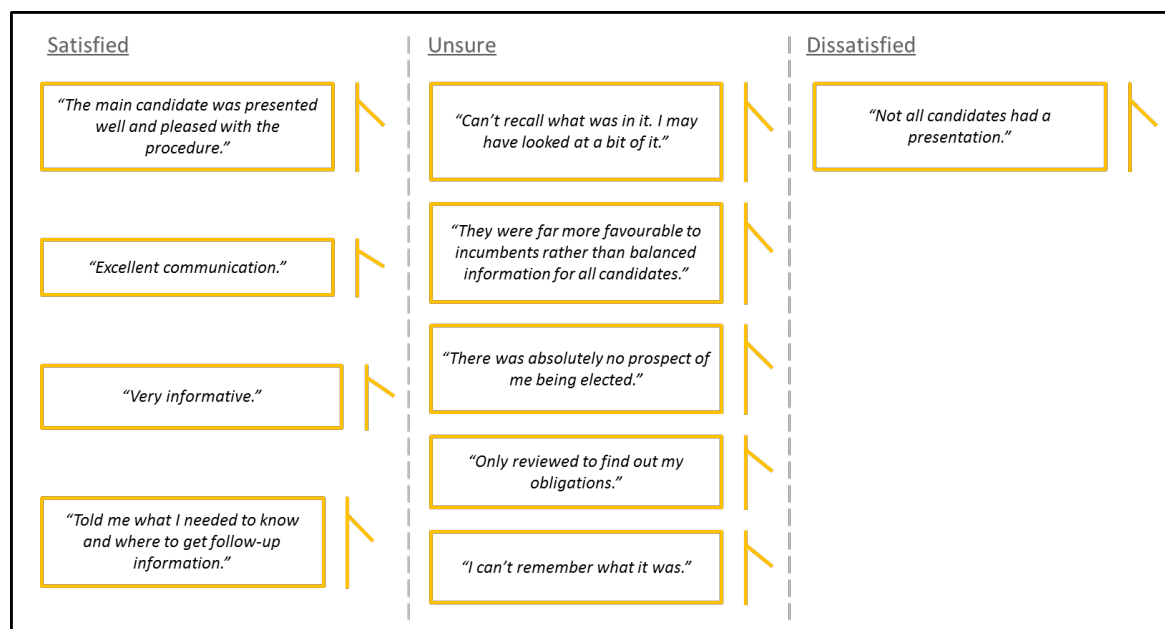 Satisfied
“The main candidate was presented
well and pleased with the
procedure.”
“Excellent communication.”
“Very informative.”
“Told me what I needed to know
and where to get follow-up
information.”
Unsure
“Can’t recall what was in it. I may
have looked at a bit of it.”
“They were far more favourable to
incumbents rather than balanced
information for all candidates.”
“There was absolutely no prospect of
me being elected.”
“Only reviewed to find out my
obligations.”
“I can’t remember what it was.”
Dissatisfied
“Not all candidates had a
presentation.”